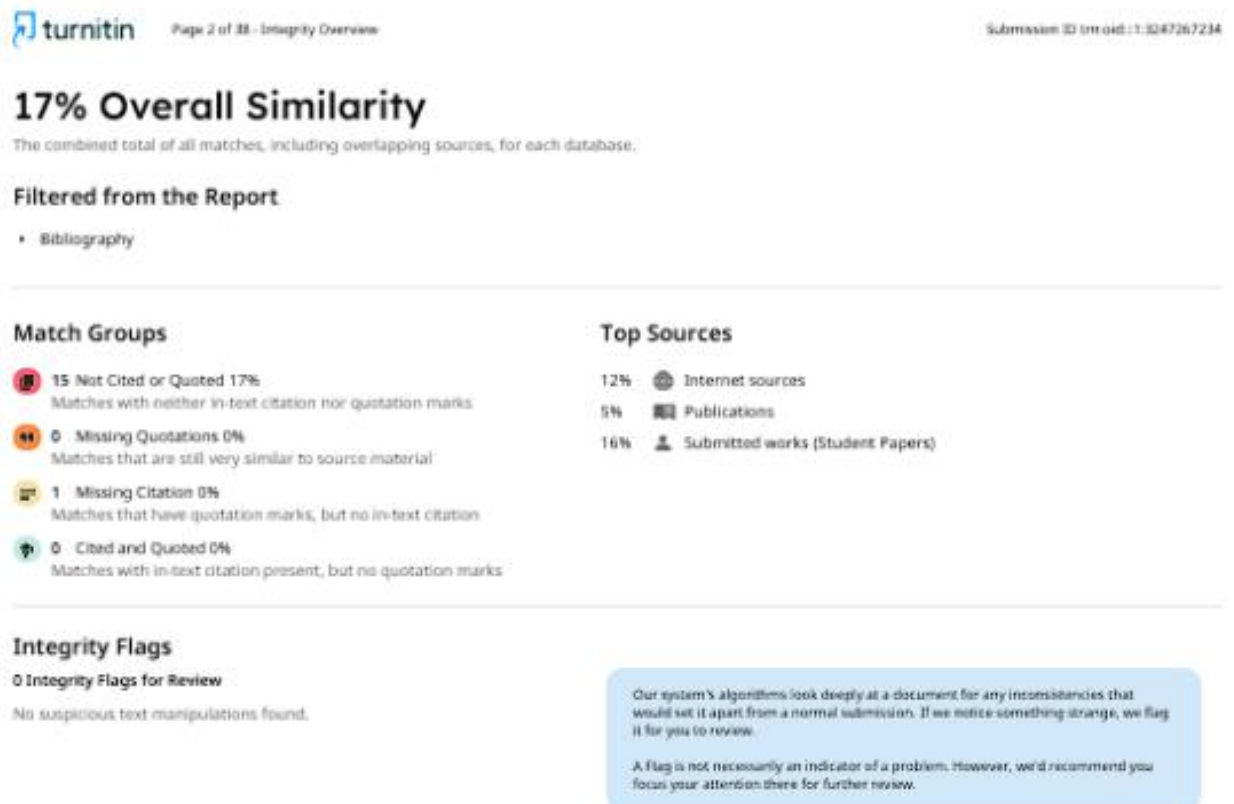 turnitin
Page 2 of 38 - Integrity Overview
Submission ID trn:oid:::1:3247267234
17% Overall Similarity
The combined total of all matches, including overlapping sources, for each database.
Filtered from the Report
Bibliography
Match Groups
15 Not Cited or Quoted 17%
Matches with neither in-text citation nor quotation marks
0 Missing Quotations 0%
Matches that are still very similar to source material
1 Missing Citation 0%
Matches that have quotation marks, but no in-text citation
0 Cited and Quoted 0%
Matches with in-text citation present, but no quotation marks
Top Sources
12% Internet sources
5% Publications
16% Submitted works (Student Papers)
Integrity Flags
0 Integrity Flags for Review
No suspicious text manipulations found.
Our system's algorithms look deeply at a document for any inconsistencies that
would set it apart from a normal submission. If we notice something strange, we flag
it for you to review.
A Flag is not necessarily an indicator of a problem. However, we'd recommend you
focus your attention there for further review.